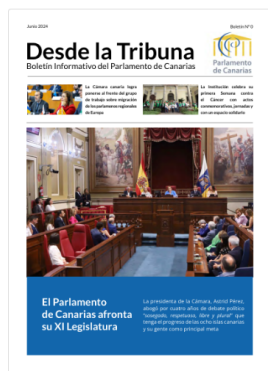 Junio 2024
Boletín Nº0
Desde la Tribuna
Boletín Informativo del Parlamento de Canarias
Parlamento
de Canarias
La Cámara canaria logra
ponerse al frente del grupo
de trabajo sobre migración
de los parlamentos regionales
de Europa
La Institución celebra su
primera Semana contra
el Cáncer con actos
conmemorativos, jornadas y
con un espacio solidario
El Parlamento
de Canarias afronta
su XI Legislatura
La presidenta de la Cámara, Astrid Pérez,
abogó por cuatro años de debate político
"sosegado, respetuoso, libre y plural" que
tenga el progreso de las ocho islas canarias
y su gente como principal meta